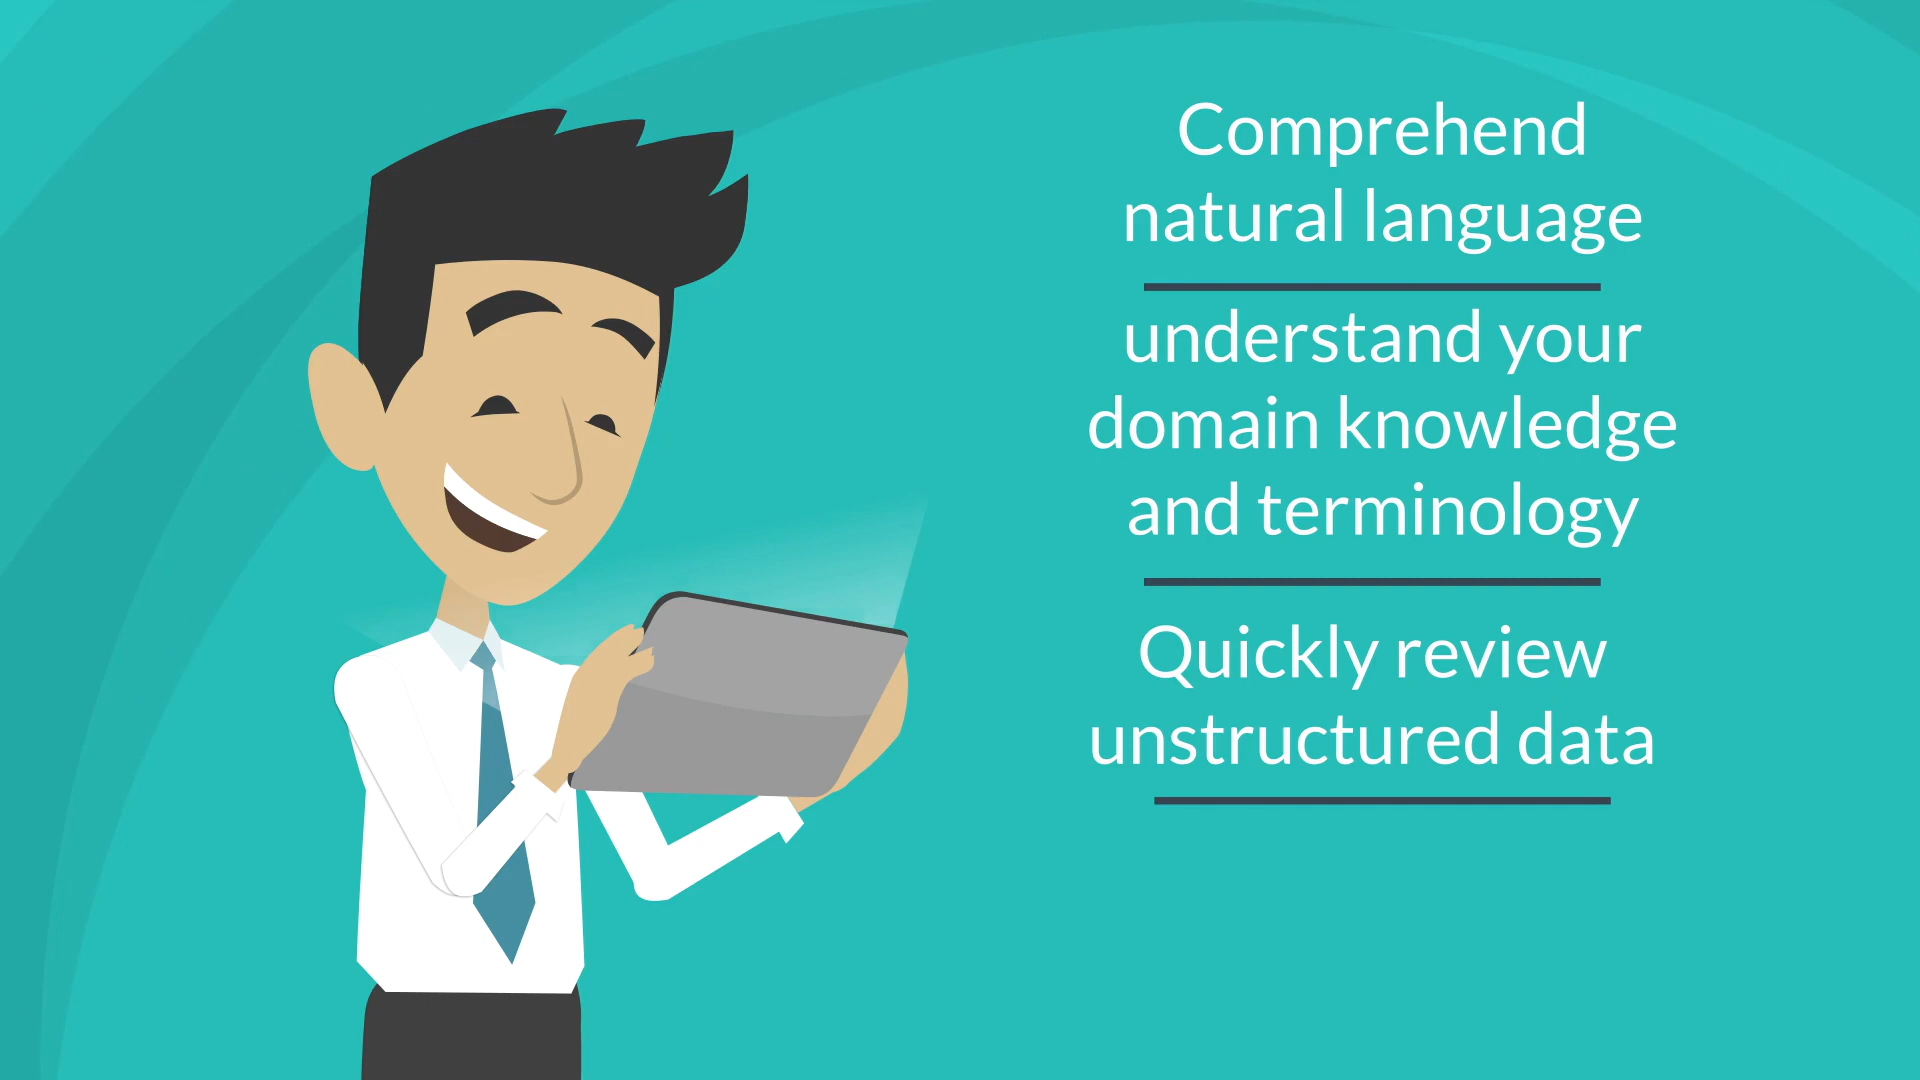 Comprehend
natural language
understand your
domain knowledge
and terminology
Quickly review
unstructured data